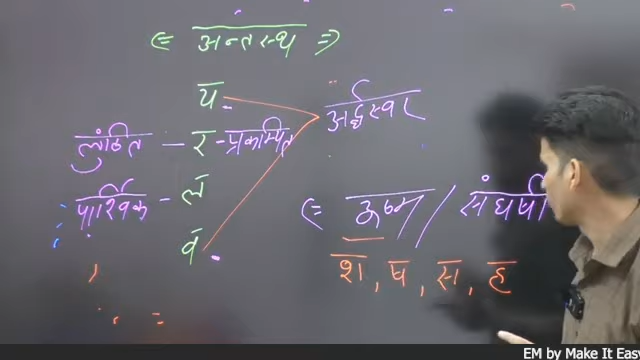 (= अन्तस्थ =)
य
अर्द्धस्वर
लुंठित – र – प्रकम्पित
पार्श्विक – ल
व
(= ऊष्म / संघर्षी
श, ष, स, ह
EM by Make It Eas